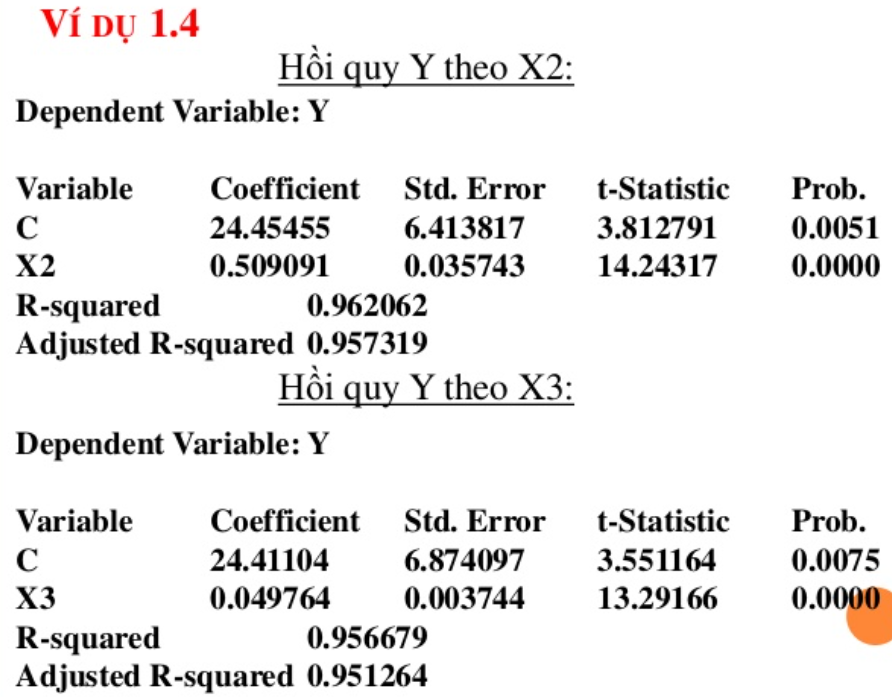 VÍ DỤ 1.4
Hồi quy Y theo X2:
Dependent Variable: Y
Variable Coefficient Std. Error t-Statistic Prob.
C 24.45455 6.413817 3.812791 0.0051
X2 0.509091 0.035743 14.24317 0.0000
R-squared 0.962062
Adjusted R-squared 0.957319
Hồi quy Y theo X3:
Dependent Variable: Y
Variable Coefficient Std. Error t-Statistic Prob.
C 24.41104 6.874097 3.551164 0.0075
X3 0.049764 0.003744 13.29166 0.0000
R-squared 0.956679
Adjusted R-squared 0.951264